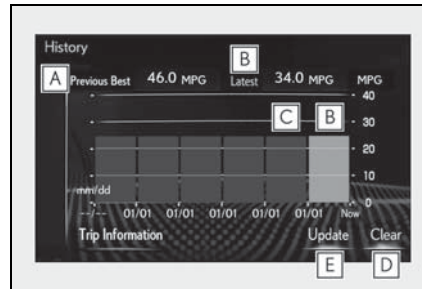 History
B
A Previous Best 46.0 MPG Latest 34.0 MPG MPG
40
C B 30
20
10
mm/dd
0
--/-- 01/01 01/01 01/01 01/01 01/01 Now
Trip Information Update Clear
E D